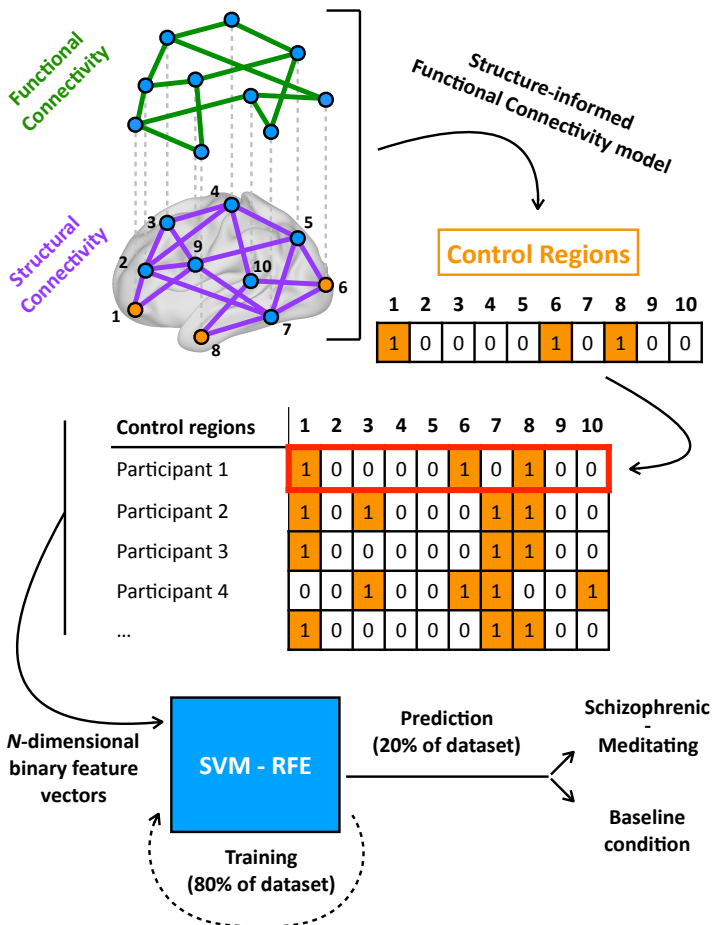 Functional
Connectivity
Structure-informed
Functional Connectivity model
Structural
Connectivity
1
2
3
4
5
6
7
8
9
10
Control Regions
1 2 3 4 5 6 7 8 9 10
1 0 0 0 0 1 0 1 0 0
Control regions 1 2 3 4 5 6 7 8 9 10
Participant 1 1 0 0 0 0 1 0 1 0 0
Participant 2 1 0 1 0 0 0 1 1 0 0
Participant 3 1 0 0 0 0 0 1 1 0 0
Participant 4 0 0 1 0 0 1 1 0 0 1
... 1 0 0 0 0 0 1 1 0 0
N-dimensional
binary feature
vectors
SVM - RFE
Training
(80% of dataset)
Prediction
(20% of dataset)
Schizophrenic
-
Meditating
Baseline
condition